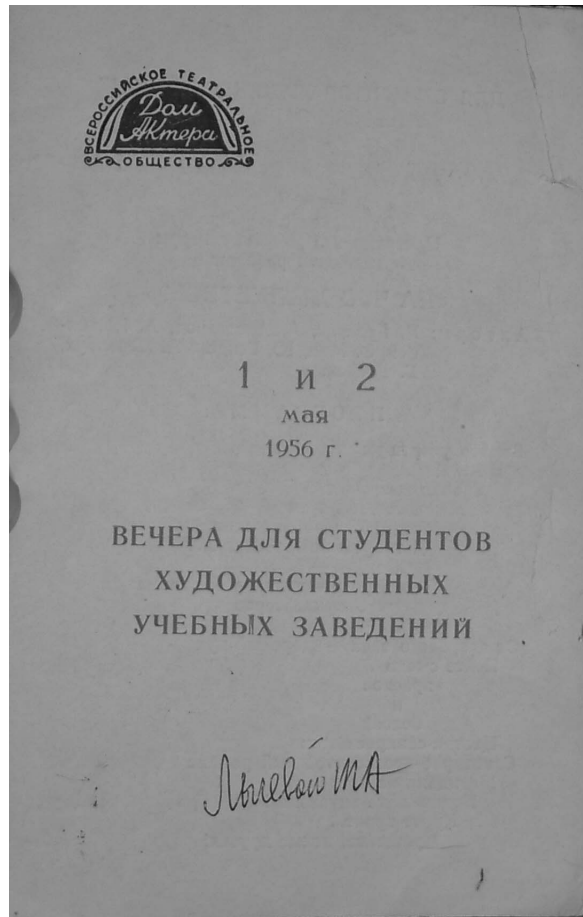 ВСЕРОССИЙСКОЕ ТЕАТРАЛЬНОЕ
Дом
Актера
ОБЩЕСТВО
1 и 2
мая
1956 г.
ВЕЧЕРА ДЛЯ СТУДЕНТОВ
ХУДОЖЕСТВЕННЫХ
УЧЕБНЫХ ЗАВЕДЕНИЙ